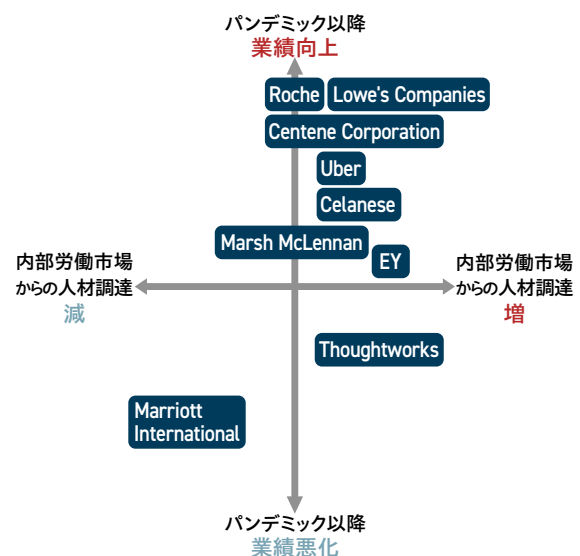 パンデミック以降
業績向上
Roche
Lowe's Companies
Centene Corporation
Uber
Celanese
Marsh McLennan
EY
内部労働市場
からの人材調達
減
内部労働市場
からの人材調達
増
Thoughtworks
Marriott
International
パンデミック以降
業績悪化